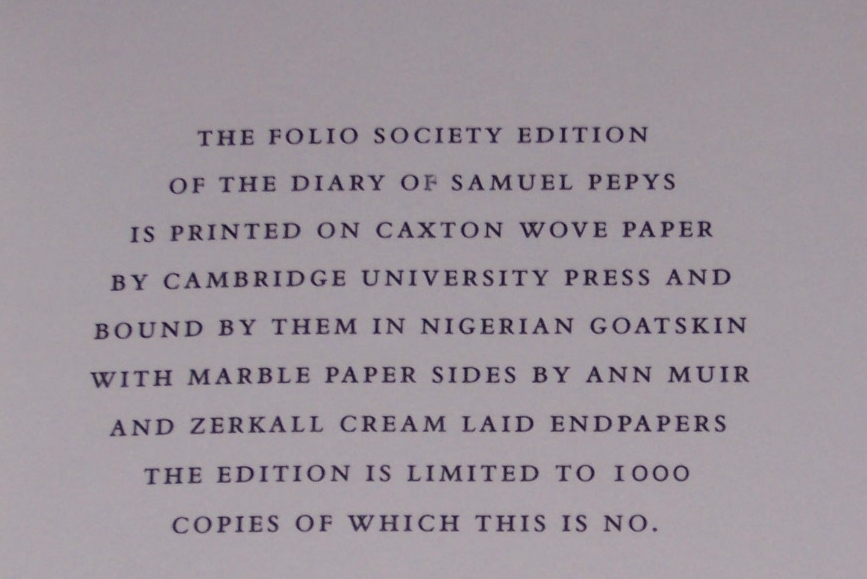 THE FOLIO SOCIETY EDITION
OF THE DIARY OF SAMUEL PEPYS
IS PRINTED ON CAXTON WOVE PAPER
BY CAMBRIDGE UNIVERSITY PRESS AND
BOUND BY THEM IN NIGERIAN GOATSKIN
WITH MARBLE PAPER SIDES BY ANN MUIR
AND ZERKALL CREAM LAID ENDPAPERS
THE EDITION IS LIMITED TO 1000
COPIES OF WHICH THIS IS NO.